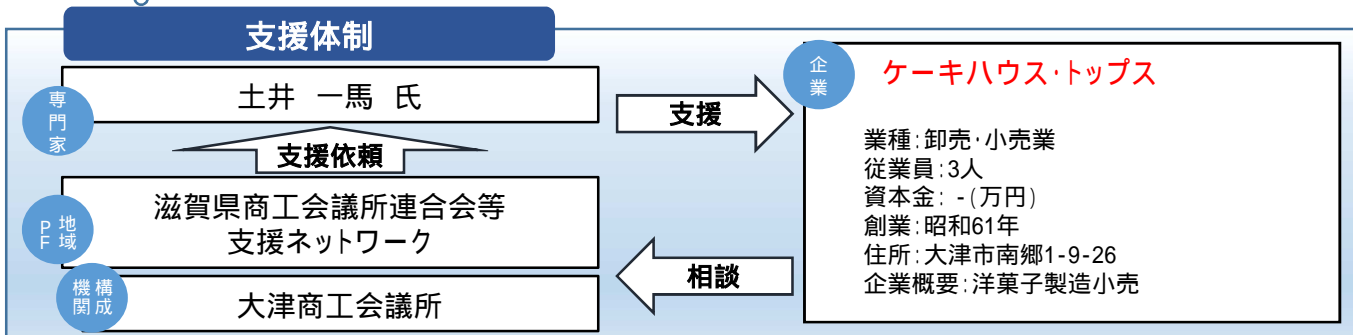 支援体制
専門家
土井 一馬 氏
支援依頼
地域PF
滋賀県商工会議所連合会等
支援ネットワーク
構成機関
大津商工会議所
支援
相談
企業
ケーキハウス・トップス
業種:卸売・小売業
従業員:3人
資本金: -(万円)
創業:昭和61年
住所:大津市南郷1-9-26
企業概要:洋菓子製造小売